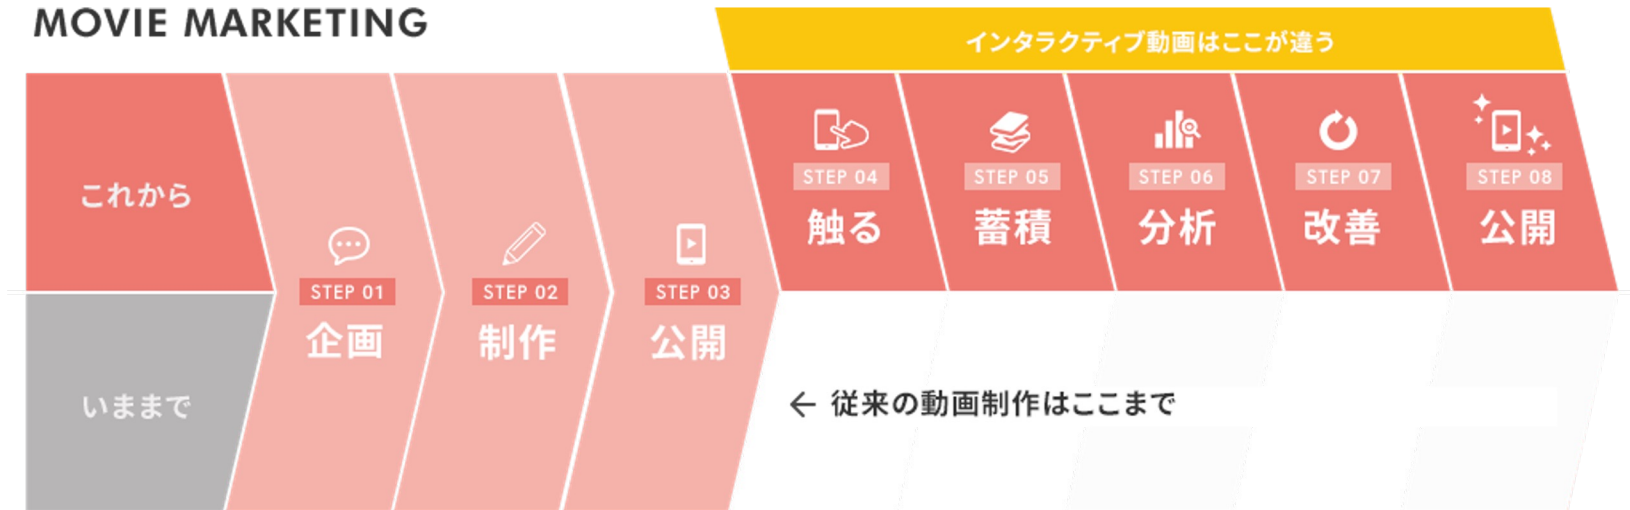 MOVIE MARKETING
インタラクティブ動画はここが違う
これから
いままで
STEP 01
企画
STEP 02
制作
STEP 03
公開
STEP 04
触る
STEP 05
蓄積
STEP 06
分析
STEP 07
改善
STEP 08
公開
← 従来の動画制作はここまで